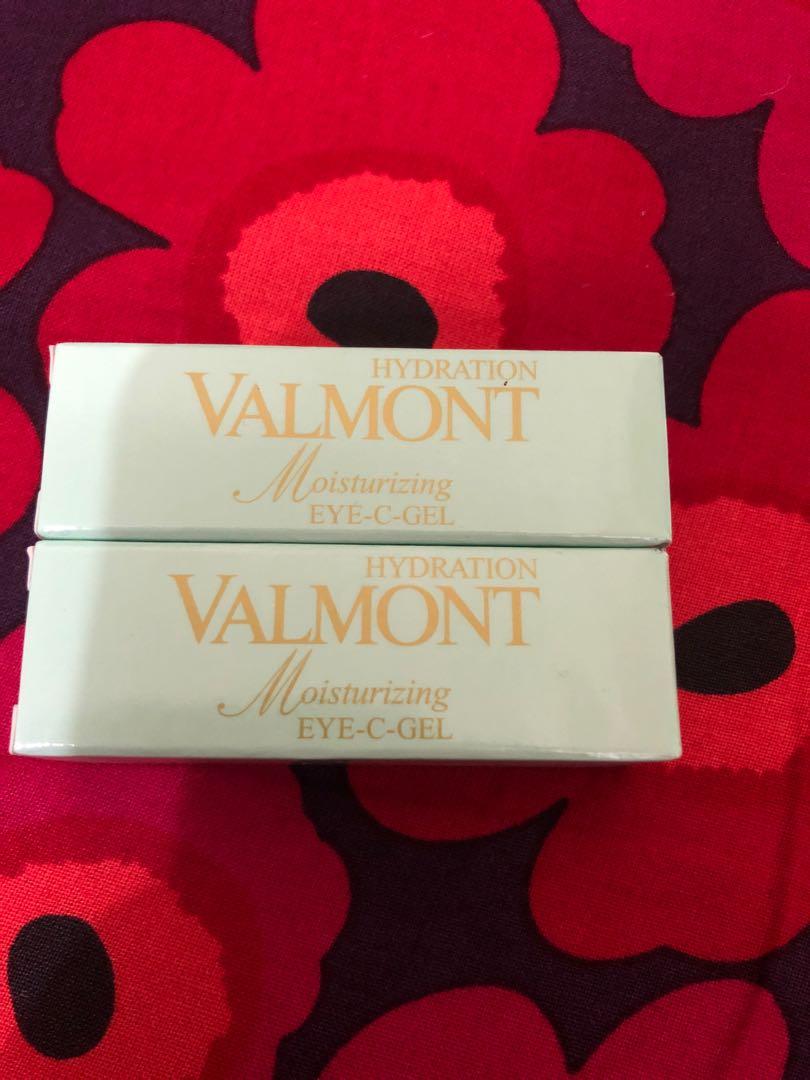 HYDRATION
VALMONT
Moisturizing
EYE-C-GEL
HYDRATION
VALMONT
Moisturizing
EYE-C-GEL